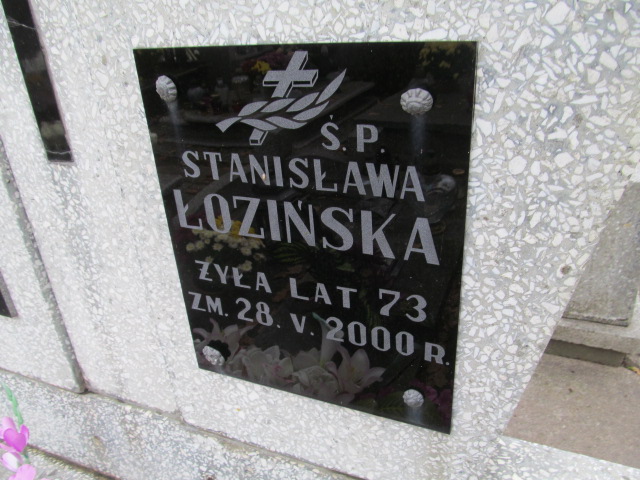 Ś.P.
STANISŁAWA
ŁOZIŃSKA
ŻYŁA LAT 73
ZM. 28. V. 2000 R.